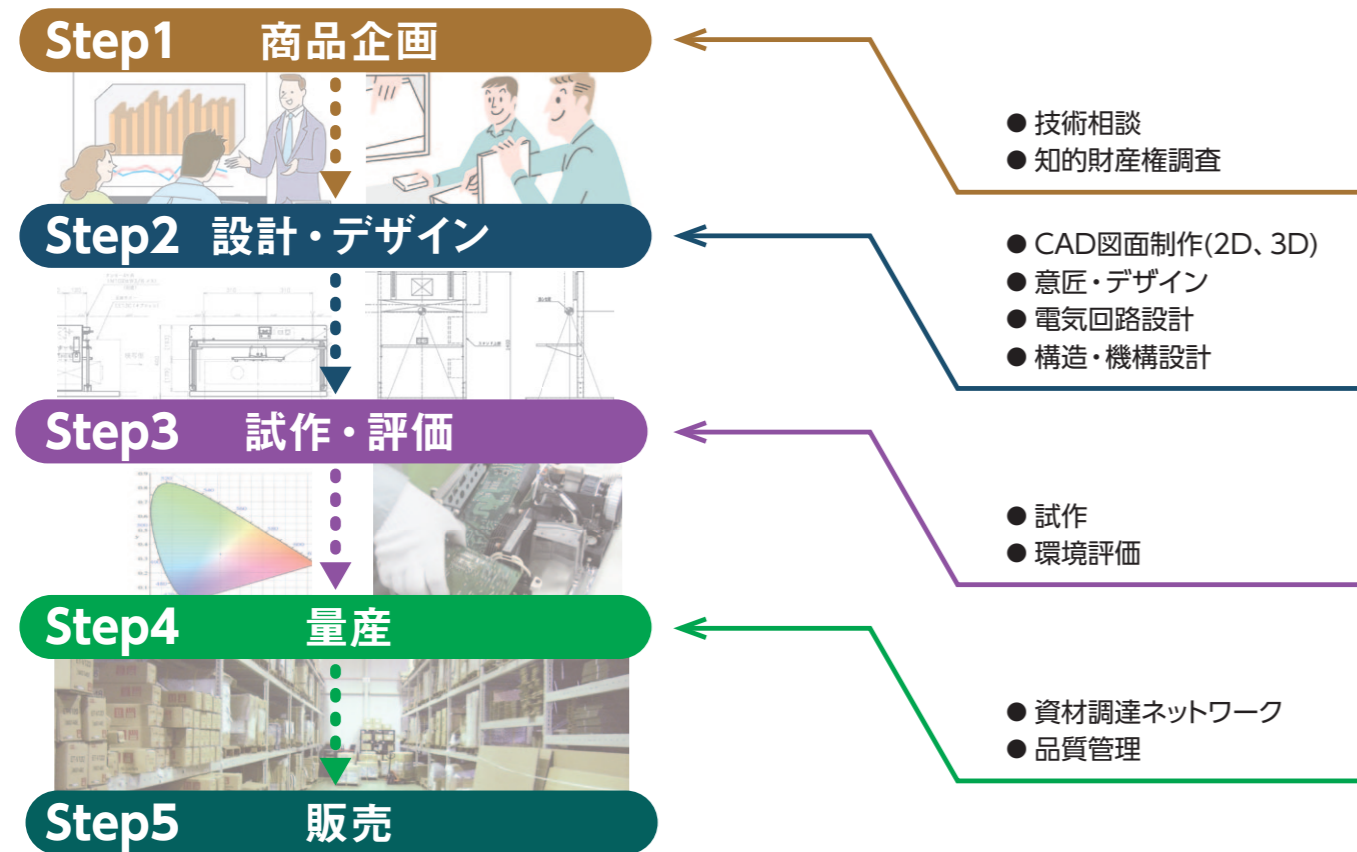 Step1 商品企画
● 技術相談
● 知的財産権調査
Step2 設計・デザイン
● CAD図面制作(2D、3D)
● 意匠・デザイン
● 電気回路設計
● 構造・機構設計
Step3 試作・評価
● 試作
● 環境評価
Step4 量産
● 資材調達ネットワーク
● 品質管理
Step5 販売